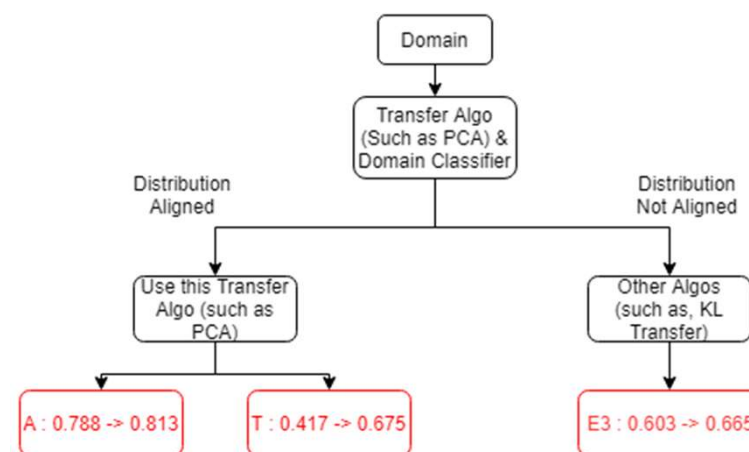 Domain
Transfer Algo
(Such as PCA) &
Domain Classifier
Distribution
Aligned
Distribution
Not Aligned
Use this Transfer
Algo (such as
PCA)
Other Algos
(such as, KL
Transfer)
A : 0.788 -> 0.813
T : 0.417 -> 0.675
E3 : 0.603 -> 0.665